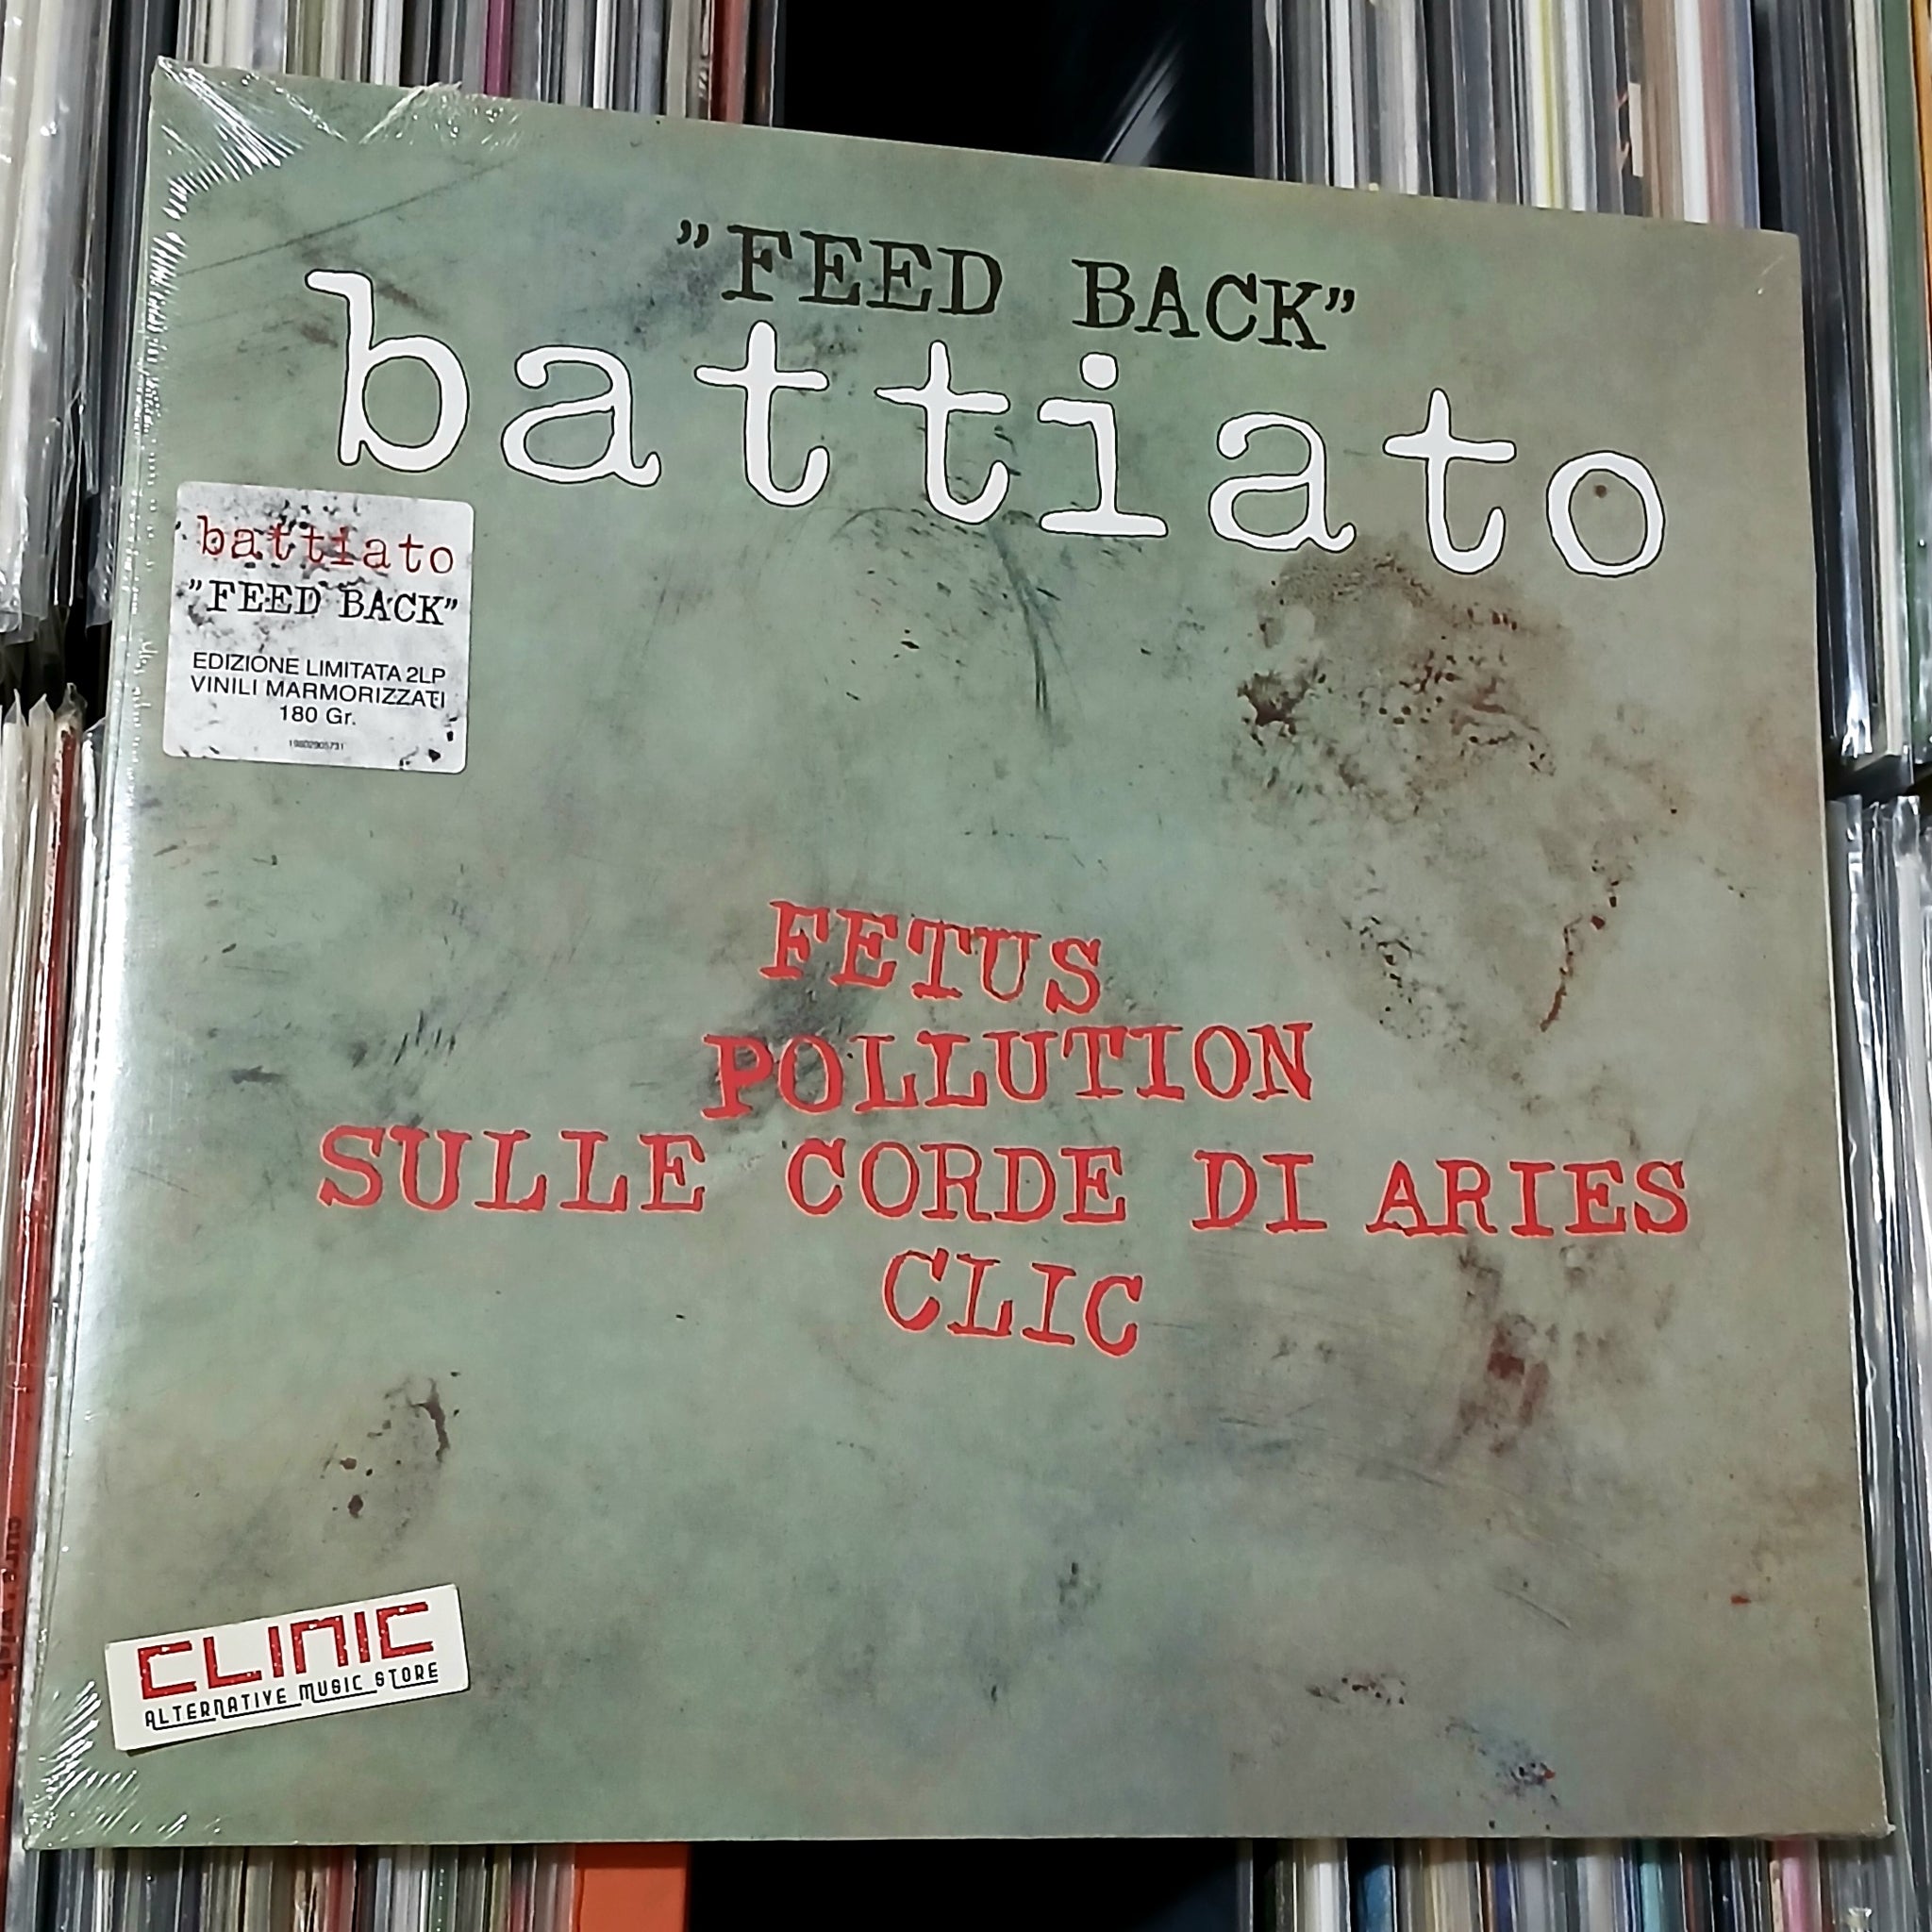 ”FEED BACK”
battiato
battiato
”FEED BACK”
EDIZIONE LIMITATA 2LP
VINILI MARMORIZZATI
180 Gr.
FETUS
POLLUTION
SULLE CORDE DI ARIES
CLIC
CLINIC
ALTERNATIVE MUSIC STORE